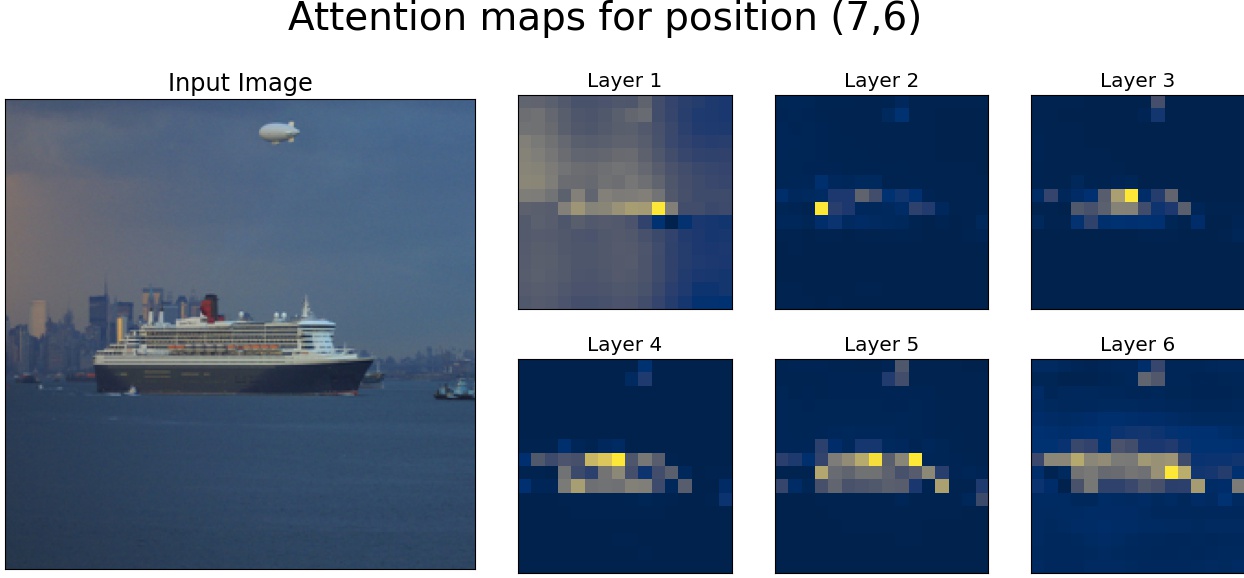 Attention maps for position (7,6)
Input Image
Layer 1
Layer 2
Layer 3
Layer 4
Layer 5
Layer 6